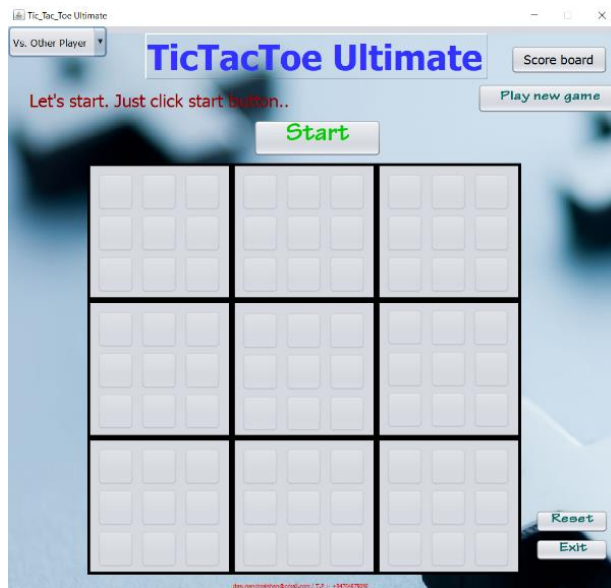 Tic_Tac_Toe Ultimate
Vs. Other Player
TicTacToe Ultimate
Score board
Let's start. Just click start button..
Play new game
Start
Reset
Exit